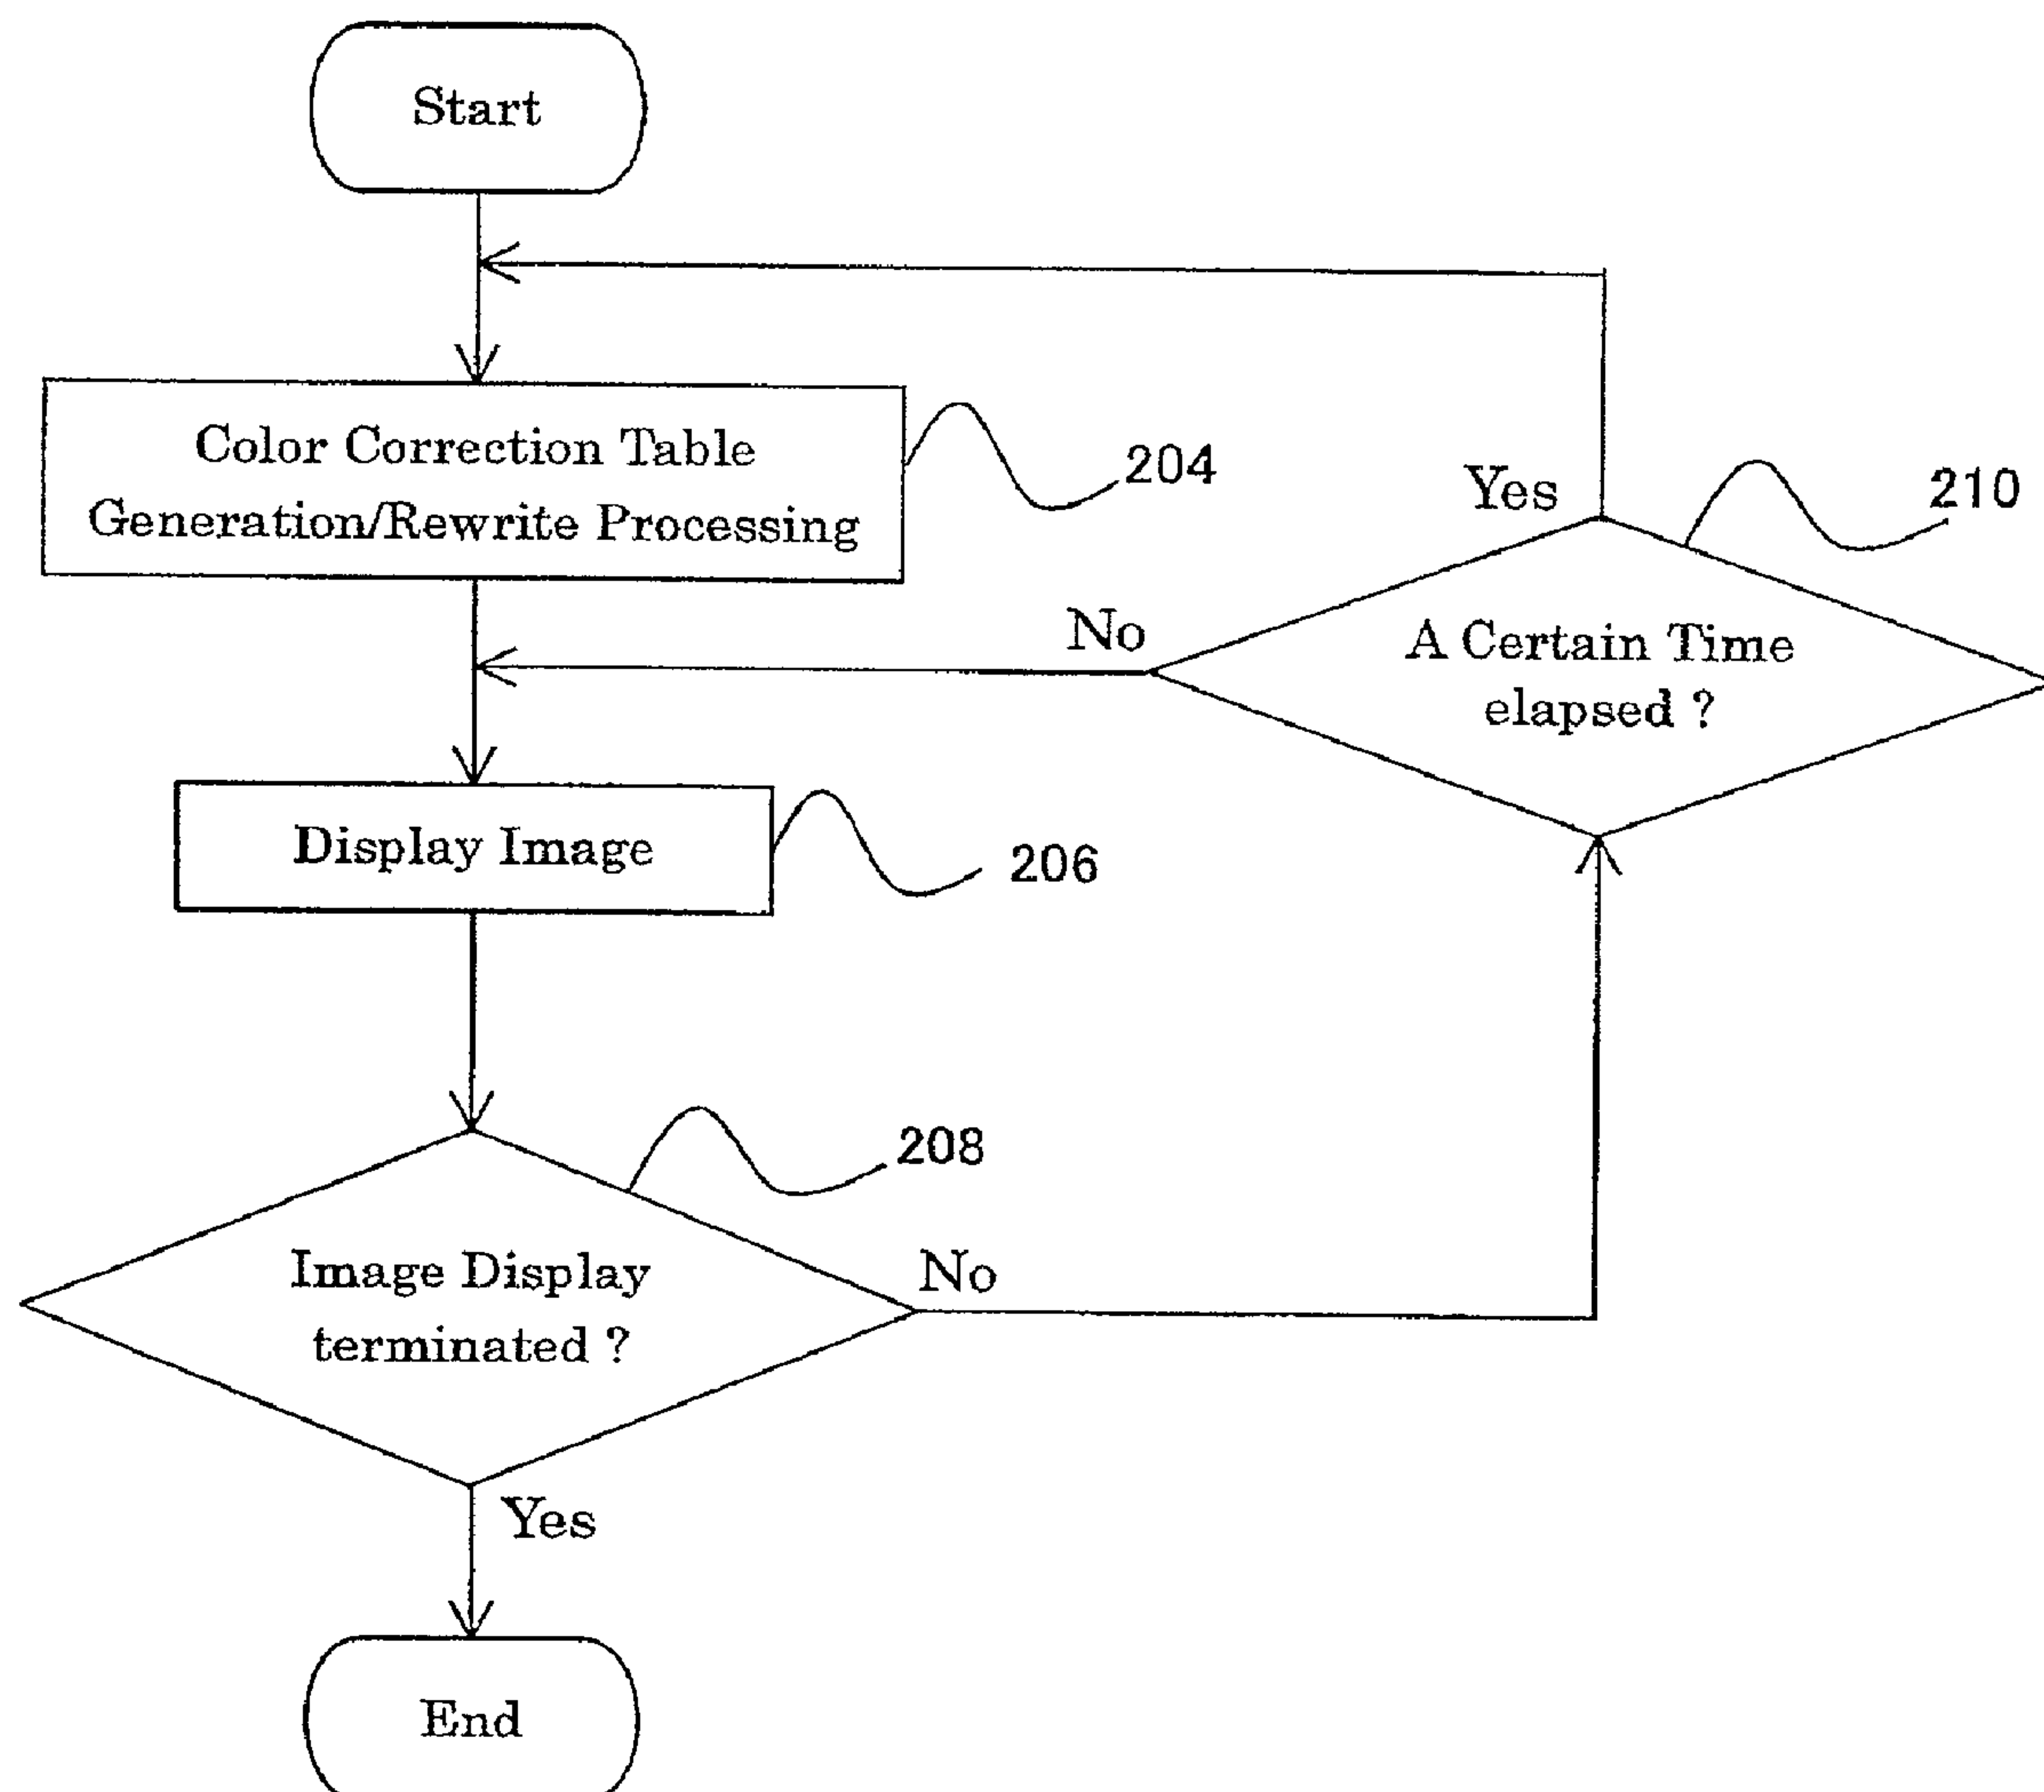 Start
Color Correction Table
Generation/Rewrite Processing
204
Yes
210
No
A Certain Time
elapsed ?
Display Image
206
208
Image Display
terminated ?
No
Yes
End